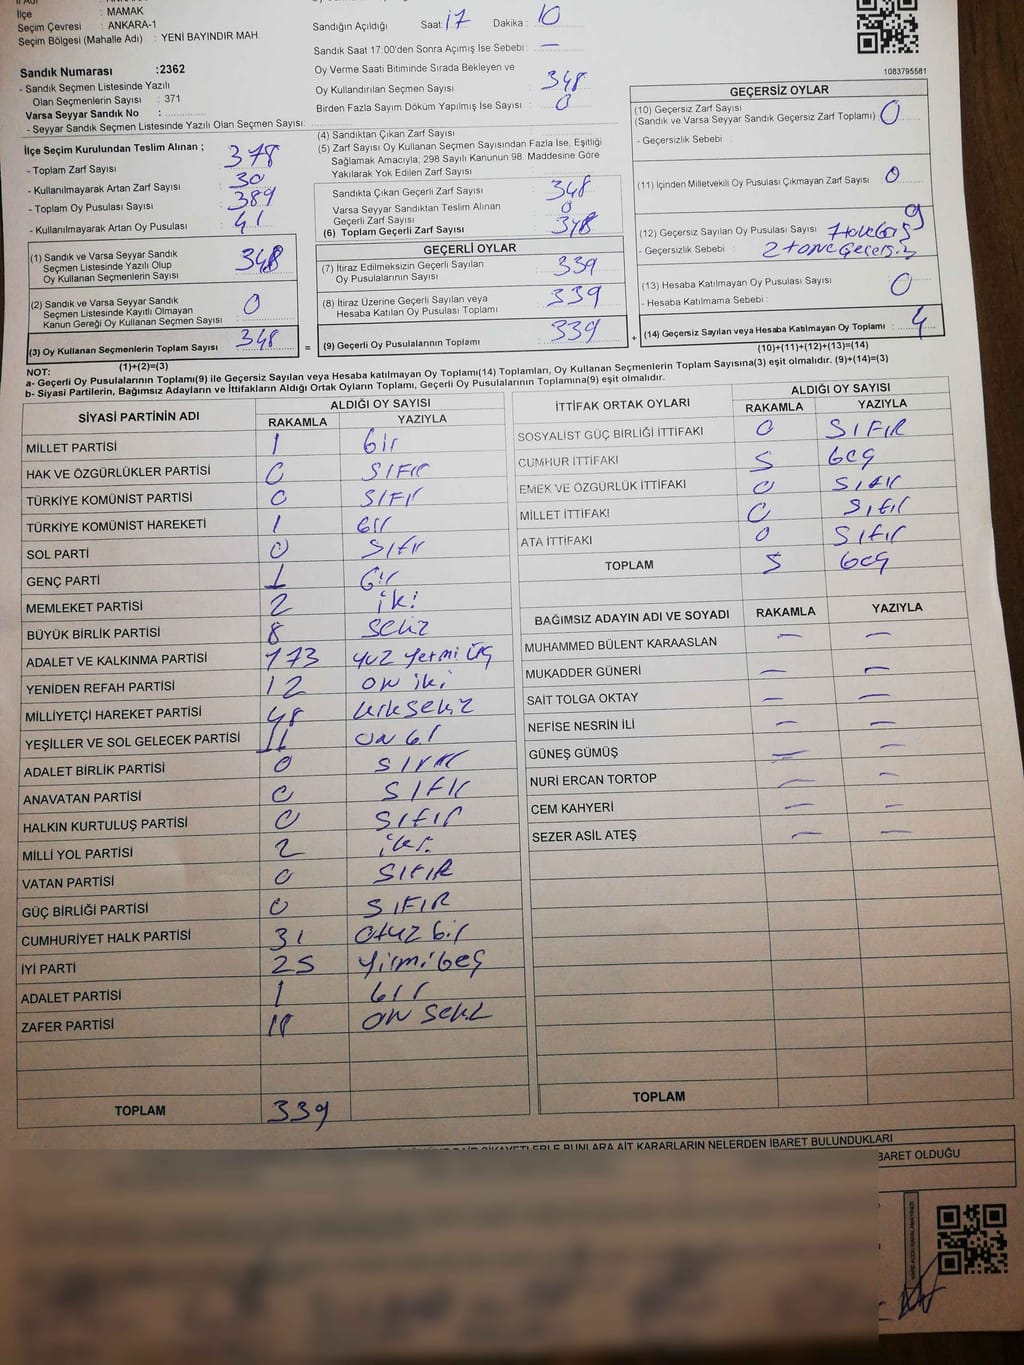 İlçe : MAMAK
Seçim Çevresi : ANKARA-1
Seçim Bölgesi (Mahalle Adı) : YENİ BAYINDIR MAH.
Sandık Numarası :2362
- Sandık Seçmen Listesinde Yazılı
Olan Seçmenlerin Sayısı : 371
Varsa Seyyar Sandık No :
- Seyyar Sandık Seçmen Listesinde Yazılı Olan Seçmen Sayısı:
Sandığın Açıldığı Saat: 17 Dakika : 10
Sandık Saat 17:00'den Sonra Açımış İse Sebebi : —
Oy Verme Saati Bitiminde Sırada Bekleyen ve
Oy Kullandırılan Seçmen Sayısı : 348
Birden Fazla Sayım Döküm Yapılmış İse Sayısı : 0
1083795581
İlçe Seçim Kurulundan Teslim Alınan ;
- Toplam Zarf Sayısı : 378
- Kullanılmayarak Artan Zarf Sayısı : 30
- Toplam Oy Pusulası Sayısı : 389
- Kullanılmayarak Artan Oy Pusulası : 41
(1) Sandık ve Varsa Seyyar Sandık
Seçmen Listesinde Yazılı Olup
Oy Kullanan Seçmenlerin Sayısı 348
(2) Sandık ve Varsa Seyyar Sandık
Seçmen Listesinde Kayıtlı Olmayan
Kanun Gereği Oy Kullanan Seçmen Sayısı : 0
(3) Oy Kullanan Seçmenlerin Toplam Sayısı 348
(1)+(2)=(3)
(4) Sandıktan Çıkan Zarf Sayısı :
(5) Zarf Sayısı Oy Kullanan Seçmen Sayısından Fazla İse, Eşitliği
Sağlamak Amacıyla, 298 Sayılı Kanunun 98. Maddesine Göre
Yakılarak Yok Edilen Zarf Sayısı :
Sandıkta Çıkan Geçerli Zarf Sayısı : 348
Varsa Seyyar Sandıktan Teslim Alınan
Geçerli Zarf Sayısı : 0
(6) Toplam Geçerli Zarf Sayısı : 348
GEÇERLİ OYLAR
(7) İtiraz Edilmeksizin Geçerli Sayılan
Oy Pusulalarının Sayısı : 339
(8) İtiraz Üzerine Geçerli Sayılan veya
Hesaba Katılan Oy Pusulası Toplamı : 339
= (9) Geçerli Oy Pusulalarının Toplamı : 339 +
GEÇERSİZ OYLAR
(10) Geçersiz Zarf Sayısı
(Sandık ve Varsa Seyyar Sandık Geçersiz Zarf Toplamı) : 0
- Geçersizlik Sebebi :
(11) İçinden Milletvekili Oy Pusulası Çıkmayan Zarf Sayısı : 0
(12) Geçersiz Sayılan Oy Pusulası Sayısı : 9
- Geçersizlik Sebebi :
(13) Hesaba Katılmayan Oy Pusulası Sayısı : 0
- Hesaba Katılmama Sebebi :
(14) Geçersiz Sayılan veya Hesaba Katılmayan Oy Toplamı : 4
(10)+(11)+(12)+(13)=(14)
NOT:
a- Geçerli Oy Pusulalarının Toplamı(9) ile Geçersiz Sayılan veya Hesaba katılmayan Oy Toplamı(14) Toplamları, Oy Kullanan Seçmenlerin Toplam Sayısına(3) eşit olmalıdır. (9)+(14)=(3)
b- Siyasi Partilerin, Bağımsız Adayların ve İttifakların Aldığı Ortak Oyların Toplamı, Geçerli Oy Pusulalarının Toplamına(9) eşit olmalıdır.
SİYASİ PARTİNİN ADI ALDIĞI OY SAYISI
RAKAMLA YAZIYLA
MİLLET PARTİSİ 1 bir
HAK VE ÖZGÜRLÜKLER PARTİSİ 0 SIFIR
TÜRKİYE KOMÜNİST PARTİSİ 0 SIFIR
TÜRKİYE KOMÜNİST HAREKETİ 1 bir
SOL PARTİ 0 Sıfır
GENÇ PARTİ 1 bir
MEMLEKET PARTİSİ 2 iki
BÜYÜK BİRLİK PARTİSİ 8 sekiz
ADALET VE KALKINMA PARTİSİ 173 yüz yetmi üç
YENİDEN REFAH PARTİSİ 12 on iki
MİLLİYETÇİ HAREKET PARTİSİ 48 kırksekiz
YEŞİLLER VE SOL GELECEK PARTİSİ 11 on bir
ADALET BİRLİK PARTİSİ 0 SIFIR
ANAVATAN PARTİSİ 0 SIFIR
HALKIN KURTULUŞ PARTİSİ 0 SIFIR
MİLLİ YOL PARTİSİ 2 iki
VATAN PARTİSİ 0 SIFIR
GÜÇ BİRLİĞİ PARTİSİ 0 SIFIR
CUMHURİYET HALK PARTİSİ 31 otuz bir
İYİ PARTİ 25 yirmibeş
ADALET PARTİSİ 1 bir
ZAFER PARTİSİ 18 on sekiz
TOPLAM 339
İTTİFAK ORTAK OYLARI ALDIĞI OY SAYISI
RAKAMLA YAZIYLA
SOSYALİST GÜÇ BİRLİĞİ İTTİFAKI 0 SIFIR
CUMHUR İTTİFAKI 5 beş
EMEK VE ÖZGÜRLÜK İTTİFAKI 0 SIFIR
MİLLET İTTİFAKI 0 SIFIR
ATA İTTİFAKI 0 SIFIR
TOPLAM 5 beş
BAĞIMSIZ ADAYIN ADI VE SOYADI RAKAMLA YAZIYLA
MUHAMMED BÜLENT KARAASLAN — —
MUKADDER GÜNERİ — —
SAİT TOLGA OKTAY — —
NEFİSE NESRİN İLİ — —
GÜNEŞ GÜMÜŞ — —
NURİ ERCAN TORTOP — —
CEM KAHYERİ — —
SEZER ASİL ATEŞ — —
TOPLAM
ŞİKAYETLERLE BUNLARA AİT KARARLARIN NELERDEN İBARET BULUNDUKLARI
BARET OLDUĞU